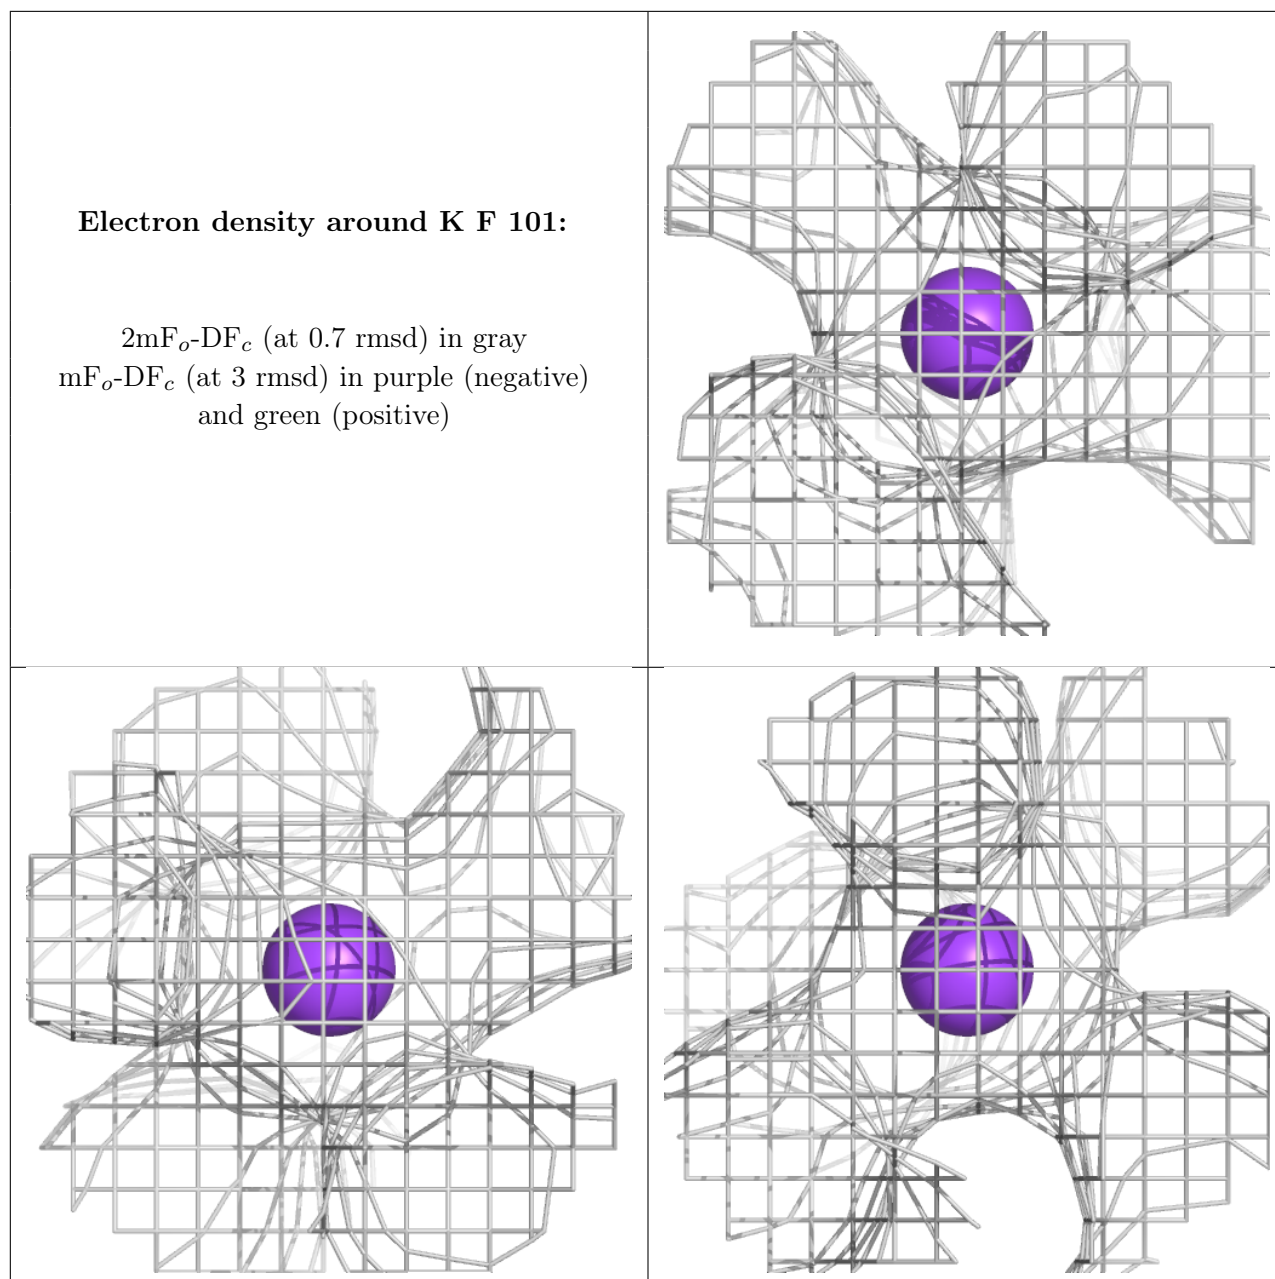 Electron density around K F 101:
2mFₒ-DF𝒸 (at 0.7 rmsd) in gray
mFₒ-DF𝒸 (at 3 rmsd) in purple (negative)
and green (positive)